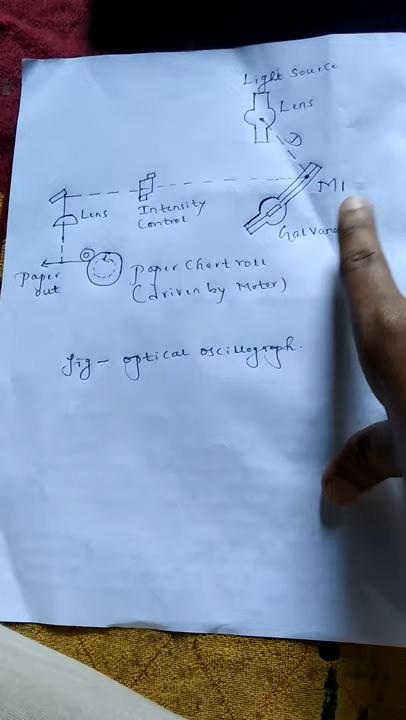 Light Source
Lens
M1
Lens
Intensity
Control
Galvano
Paper
out
Paper Chart roll
(driven by Motor)
Fig - optical oscillograph.